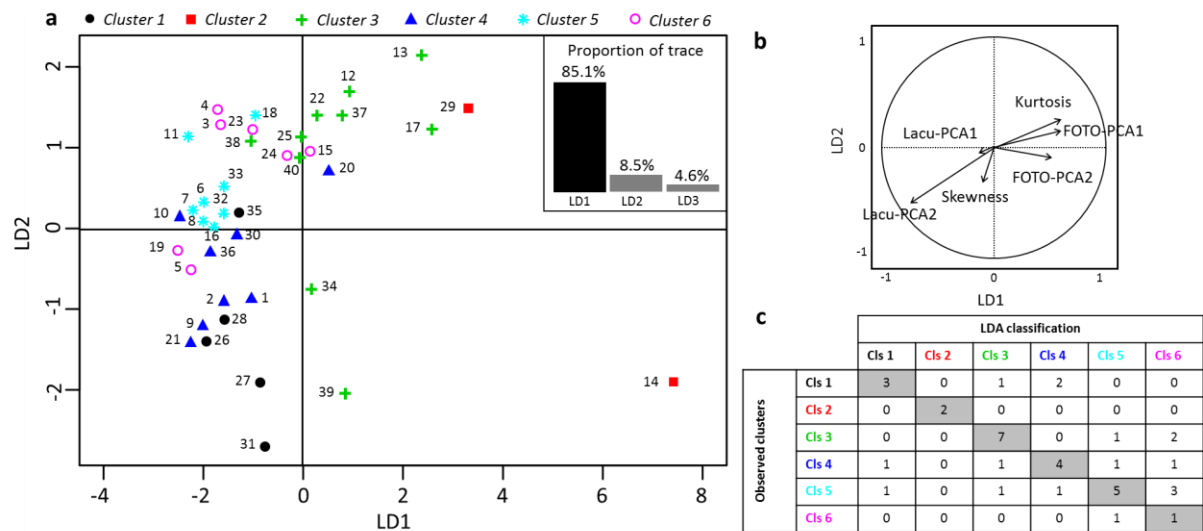 a
Cluster 1 Cluster 2 Cluster 3 Cluster 4 Cluster 5 Cluster 6
LD2
2
1
0
-1
-2
-4 -2 0 2 4 6 8
LD1
13
12
22
37
29
17
4
3
23
18
11
38
25
24
15
40
20
33
6
7
32
8
10
16
35
30
36
19
5
34
2
1
9
28
21
26
27
39
14
31
Proportion of trace
85.1%
8.5%
4.6%
LD1 LD2 LD3
b
LD2
1
0
-1
-1 0 1
LD1
Kurtosis
FOTO-PCA1
Lacu-PCA1
FOTO-PCA2
Skewness
Lacu-PCA2
c
LDA classification
Cls 1 Cls 2 Cls 3 Cls 4 Cls 5 Cls 6
Observed clusters
Cls 1 3 0 1 2 0 0
Cls 2 0 2 0 0 0 0
Cls 3 0 0 7 0 1 2
Cls 4 1 0 1 4 1 1
Cls 5 1 0 1 1 5 3
Cls 6 0 0 0 0 1 1